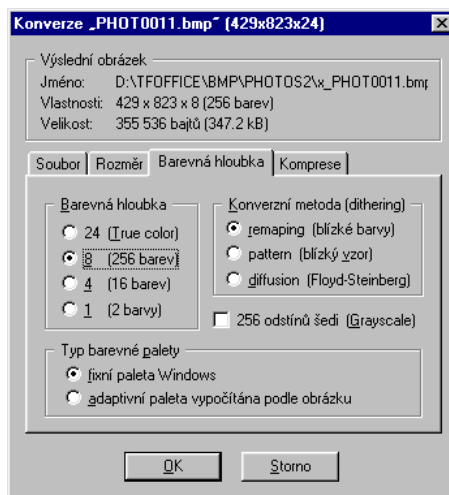 Konverze „PHOT0011.bmp“ (429x823x24)
Výslední obrázek
Jméno: D:\TFOFFICE\BMP\PHOTOS2\x_PHOT0011.bmp
Vlastnosti: 429 x 823 x 8 (256 barev)
Velikost: 355 536 bajtů (347.2 kB)
Soubor Rozměr Barevná hloubka Komprese
Barevná hloubka
24 (True color)
8 (256 barev)
4 (16 barev)
1 (2 barvy)
Konverzní metoda (dithering)
remaping (blízké barvy)
pattern (blízký vzor)
diffusion (Floyd-Steinberg)
256 odstínů šedi (Grayscale)
Typ barevné palety
fixní paleta Windows
adaptivní paleta vypočítána podle obrázku
OK Storno